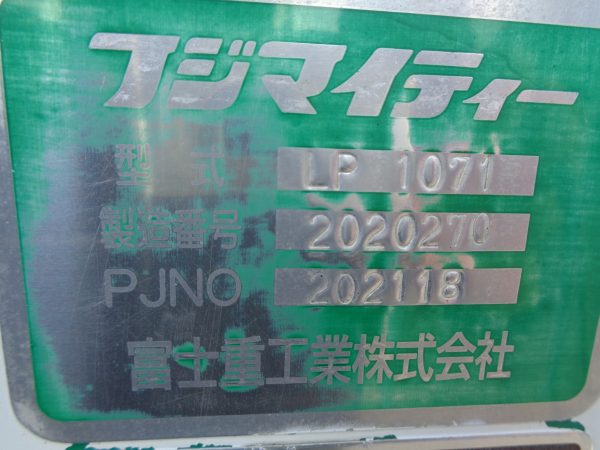 フジマイティー
型式 LP 1071
製造番号 2020270
PJNO 202118
富士重工業株式会社